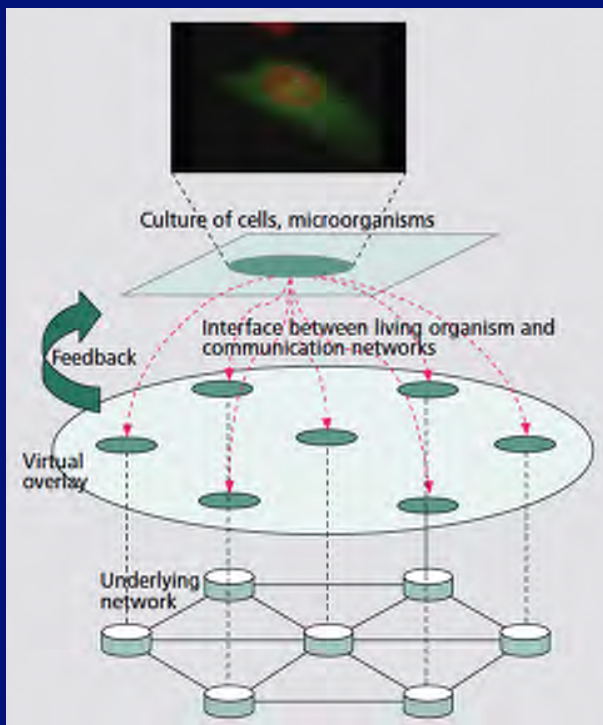 Culture of cells, microorganisms
Interface between living organism and
communication networks
Feedback
Virtual
overlay
Underlying
network